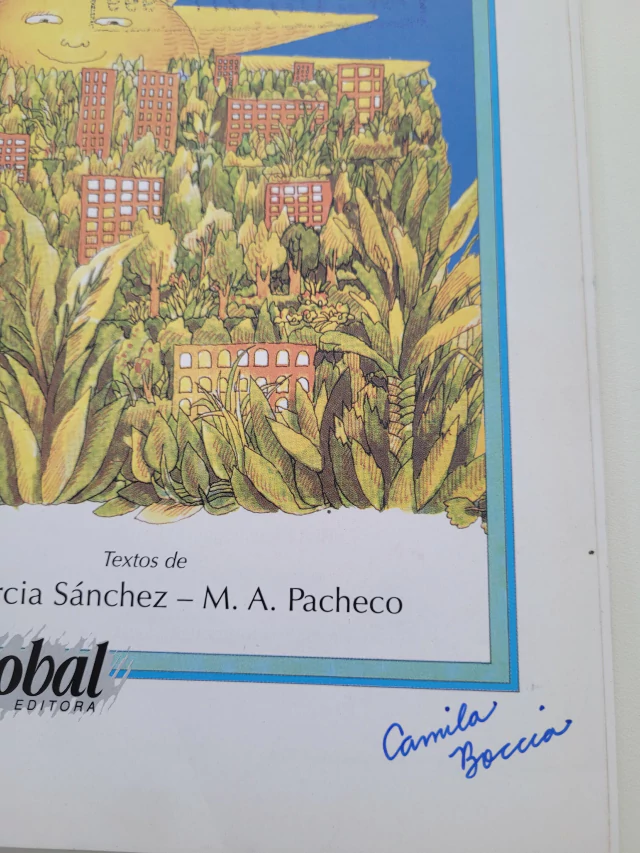 Textos de
rcia Sánchez – M. A. Pacheco
obal
EDITORA
Camila
Boccia